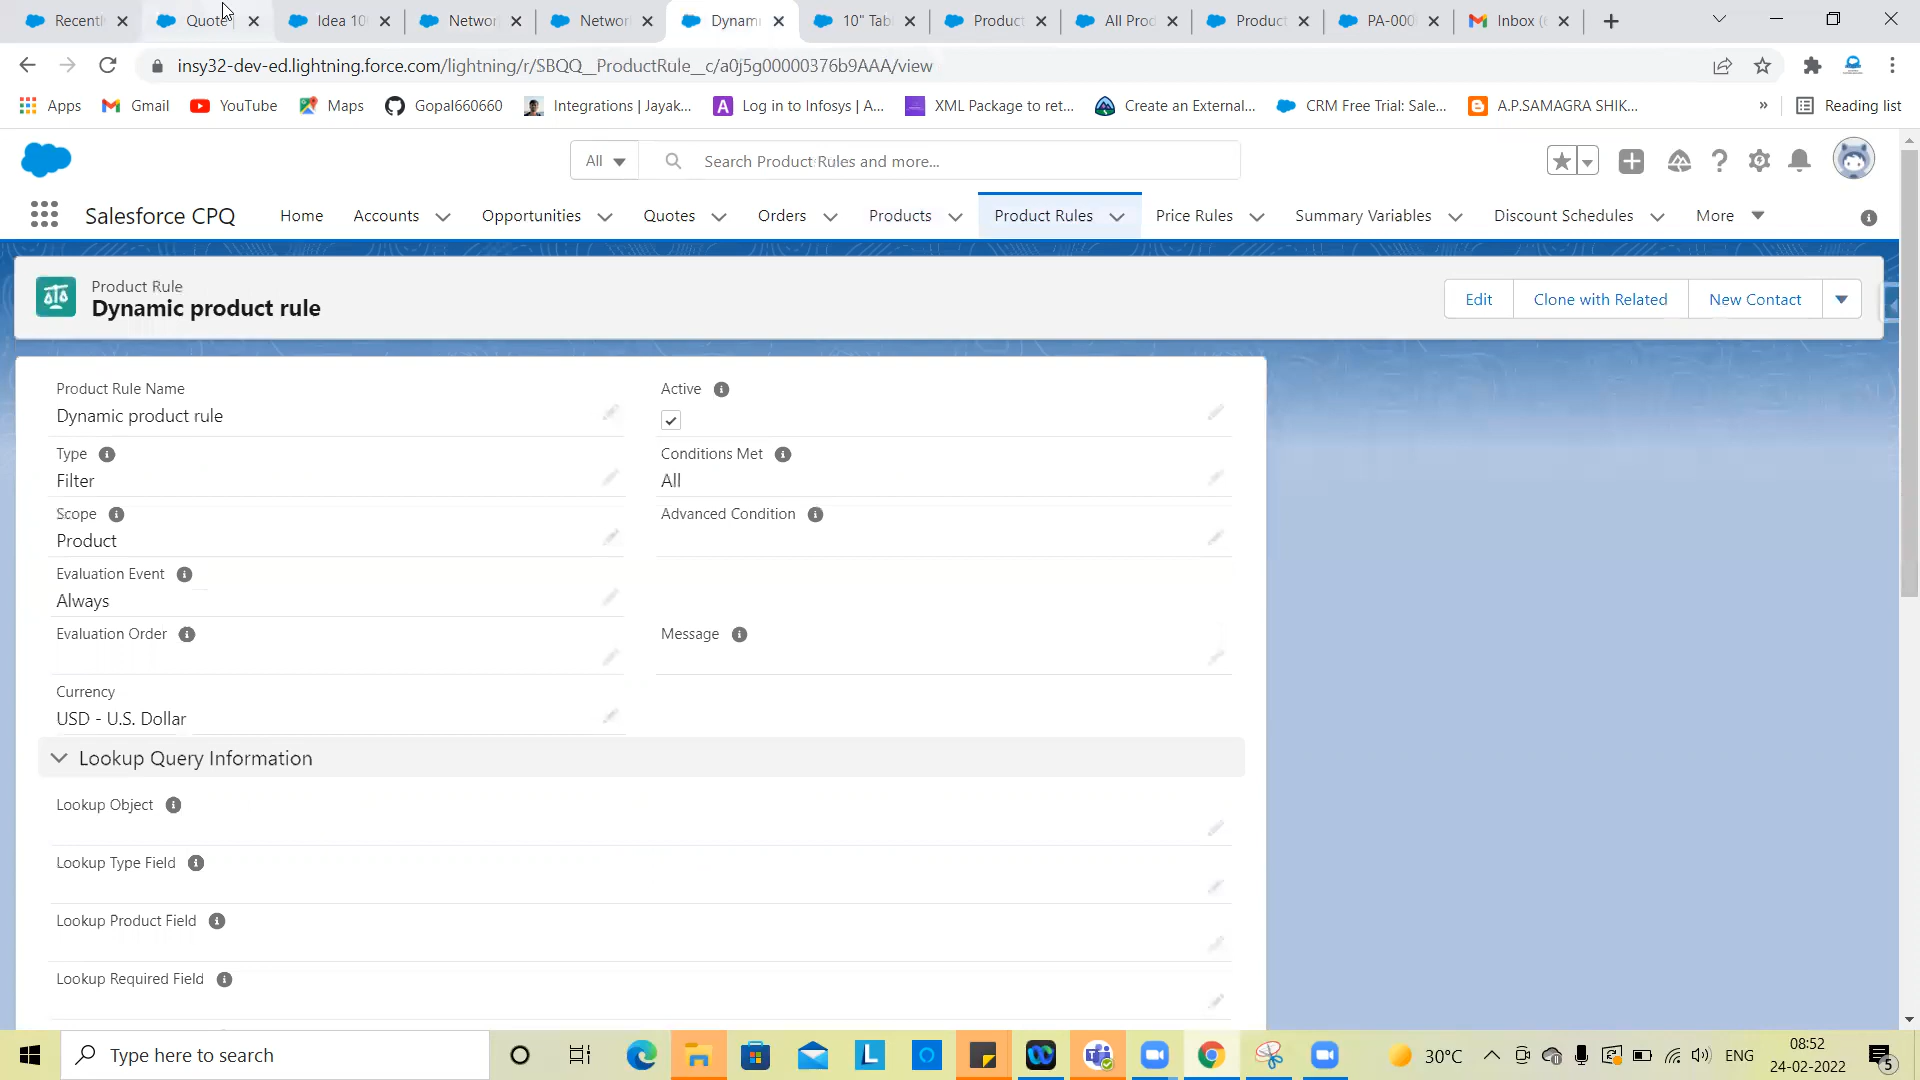 Recent
Quote
Idea 10
Networ
Networ
Dynam
10" Tab
Product
All Prod
Product
PA-000
Inbox (
insy32-dev-ed.lightning.force.com/lightning/r/SBQQ__ProductRule__c/a0j5g00000376b9AAA/view
Apps
Gmail
YouTube
Maps
Gopal660060
Integrations | Jayak...
Log in to Infosys | A...
XML Package to ret...
Create an External...
CRM Free Trial: Sale...
A.P.SAMAGRA SHIK...
»
Reading list
All
Search Product Rules and more...
Salesforce CPQ
Home
Accounts
Opportunities
Quotes
Orders
Products
Product Rules
Price Rules
Summary Variables
Discount Schedules
More
Product Rule
Dynamic product rule
Edit
Clone with Related
New Contact
Product Rule Name
Dynamic product rule
Active
Type
Filter
Conditions Met
All
Scope
Product
Advanced Condition
Evaluation Event
Always
Evaluation Order
Message
Currency
USD - U.S. Dollar
Lookup Query Information
Lookup Object
Lookup Type Field
Lookup Product Field
Lookup Required Field
Type here to search
30°C
ENG
08:52
24-02-2022
5